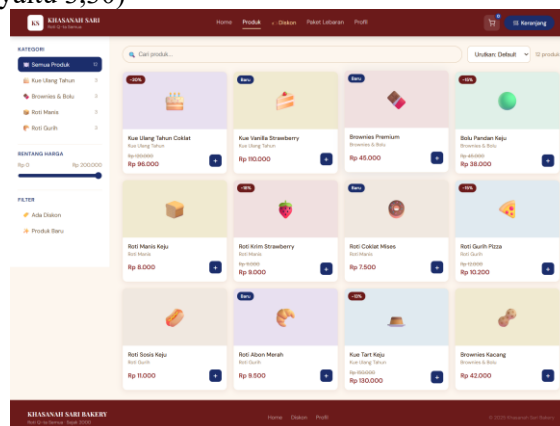 KS
KHASANAH SARI
Home Produk Diskon Paket Lebaran Profil
Keranjang
KATEGORI
Semua Produk
Kue Ulang Tahun
Brownies & Bolu
Roti Manis
Roti Gurih
RENTANG HARGA
Rp 0 Rp 200.000
FILTER
Ada Diskon
Produk Baru
Cari produk...
Urutkan: Default
12 produk
-20%
Kue Ulang Tahun Coklat
Kue Ulang Tahun
Rp 96.000
+
Baru
Kue Vanilla Strawberry
Kue Ulang Tahun
Rp 110.000
+
Baru
Brownies Premium
Brownies & Bolu
Rp 45.000
+
Bolu Pandan Keju
Brownies & Bolu
Rp 38.000
+
Roti Manis Keju
Roti Manis
Rp 8.000
+
Roti Krim Strawberry
Roti Manis
Rp 9.000
+
Baru
Roti Coklat Mises
Roti Manis
Rp 7.500
+
Roti Gurih Pizza
Roti Gurih
Rp 10.200
+
Roti Sosis Keju
Roti Gurih
Rp 11.000
+
Baru
Roti Abon Merah
Roti Gurih
Rp 9.500
+
Kue Tart Keju
Kue Ulang Tahun
Rp 130.000
+
Brownies Kacang
Brownies & Bolu
Rp 42.000
+
KHASANAH SARI BAKERY
Home Diskon Profil